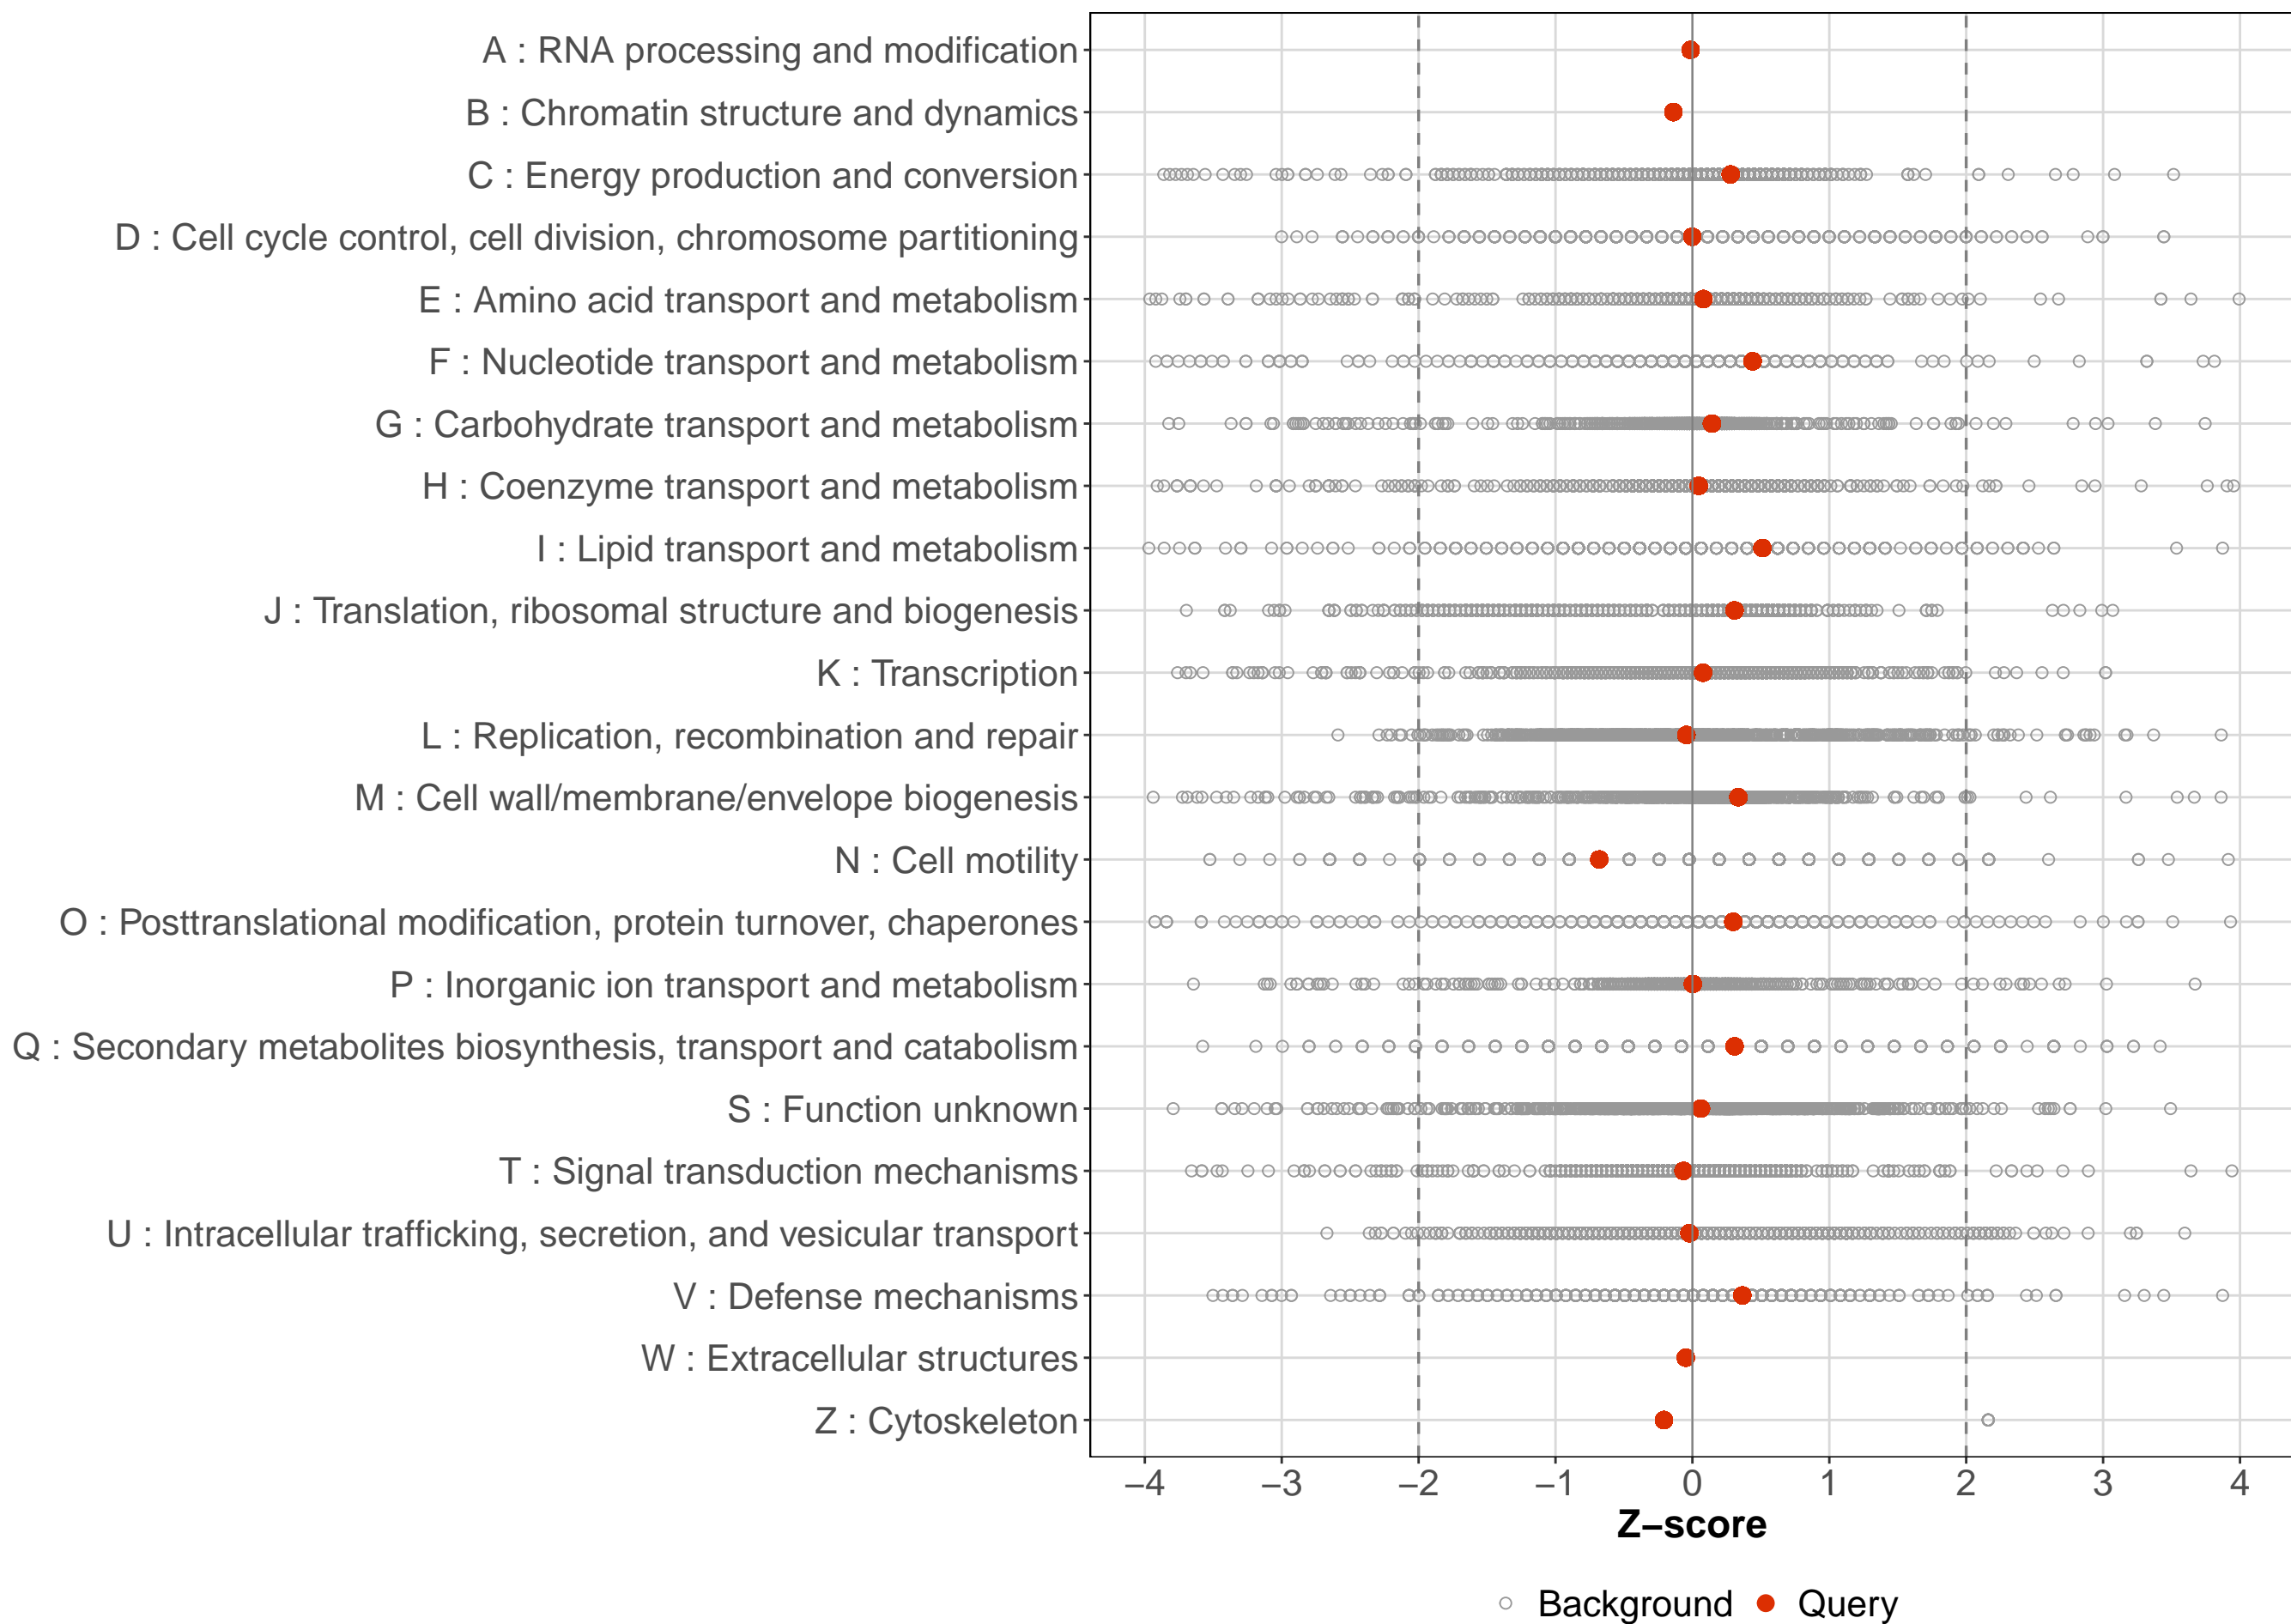 A : RNA processing and modification
B : Chromatin structure and dynamics
C : Energy production and conversion
D : Cell cycle control, cell division, chromosome partitioning
E : Amino acid transport and metabolism
F : Nucleotide transport and metabolism
G : Carbohydrate transport and metabolism
H : Coenzyme transport and metabolism
I : Lipid transport and metabolism
J : Translation, ribosomal structure and biogenesis
K : Transcription
L : Replication, recombination and repair
M : Cell wall/membrane/envelope biogenesis
N : Cell motility
O : Posttranslational modification, protein turnover, chaperones
P : Inorganic ion transport and metabolism
Q : Secondary metabolites biosynthesis, transport and catabolism
S : Function unknown
T : Signal transduction mechanisms
U : Intracellular trafficking, secretion, and vesicular transport
V : Defense mechanisms
W : Extracellular structures
Z : Cytoskeleton
−4 −3 −2 −1 0 1 2 3 4
Z−score
Background Query